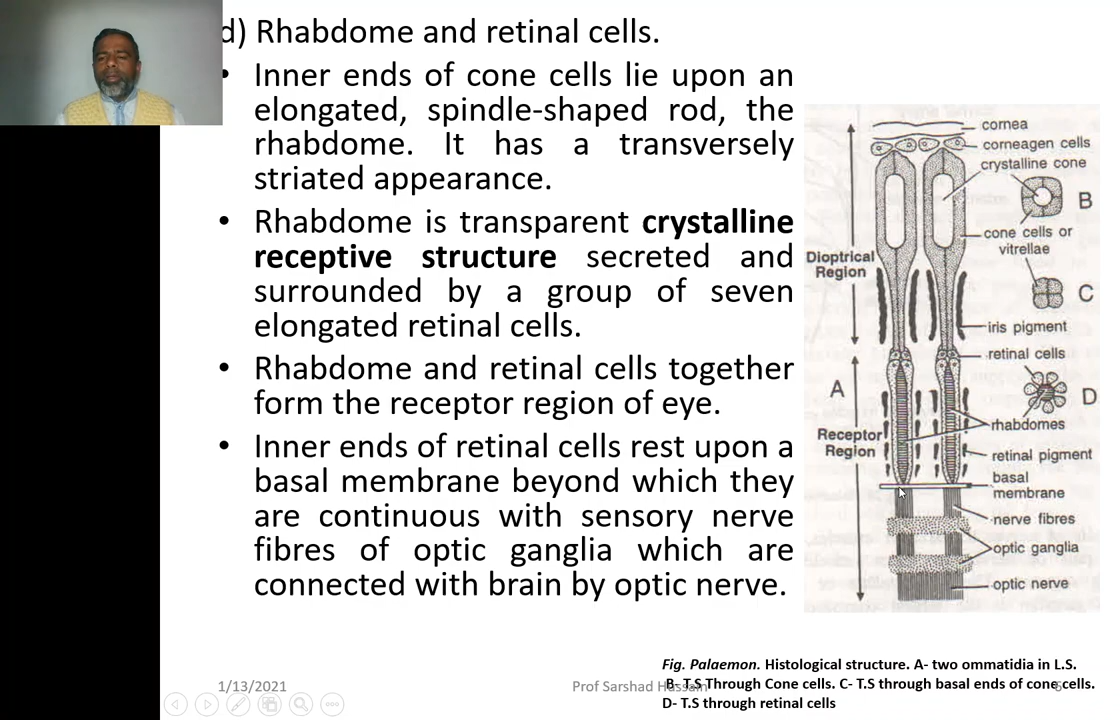 d) Rhabdome and retinal cells.
• Inner ends of cone cells lie upon an
elongated, spindle-shaped rod, the
rhabdome. It has a transversely
striated appearance.
• Rhabdome is transparent crystalline
receptive structure secreted and
surrounded by a group of seven
elongated retinal cells.
• Rhabdome and retinal cells together
form the receptor region of eye.
• Inner ends of retinal cells rest upon a
basal membrane beyond which they
are continuous with sensory nerve
fibres of optic ganglia which are
connected with brain by optic nerve.
cornea
corneagen cells
crystalline cone
B
cone cells or
vitrellae
Dioptrical
Region
C
iris pigment
retinal cells
A
D
rhabdomes
Receptor
Region
retinal pigment
basal
membrane
nerve fibres
optic ganglia
optic nerve
Fig. Palaemon. Histological structure. A- two ommatidia in L.S.
B- T.S Through Cone cells. C- T.S through basal ends of cone cells.
D- T.S through retinal cells
1/13/2021
Prof Sarshad Hussain
6